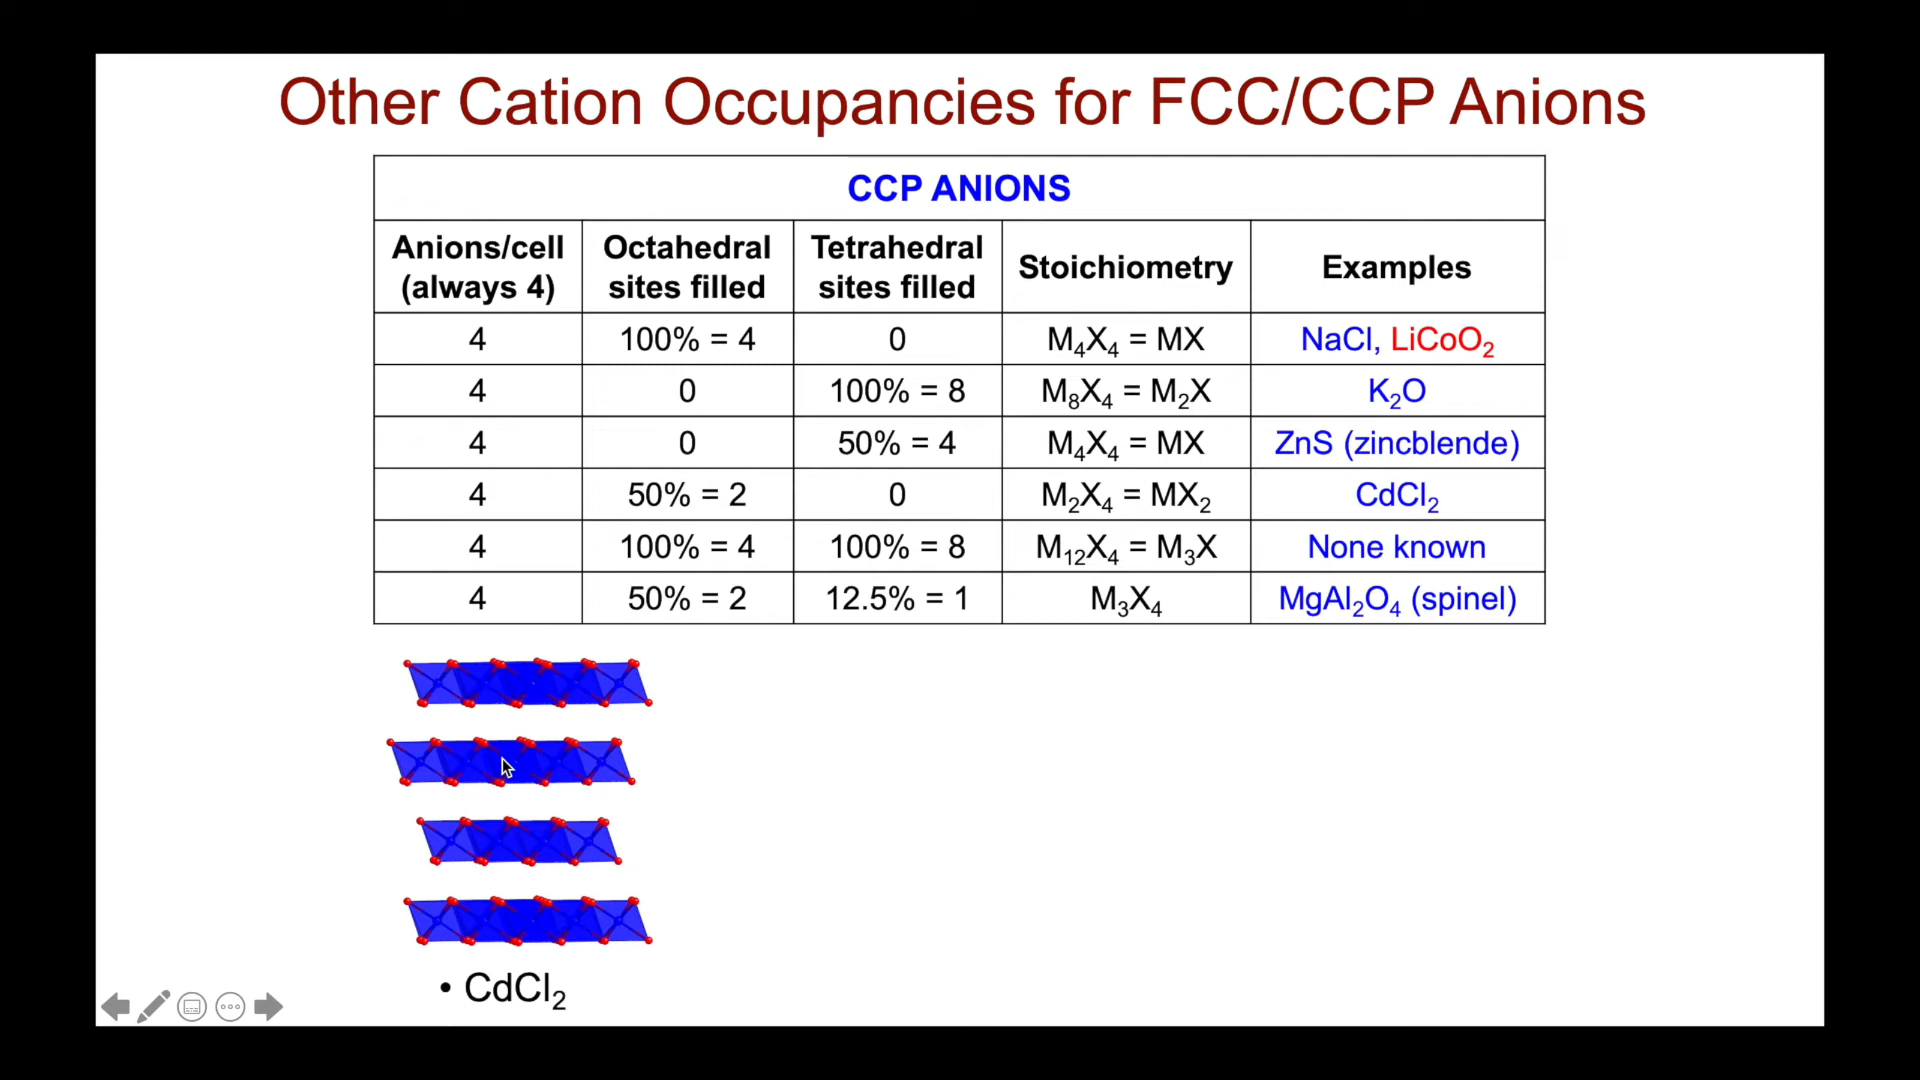 Other Cation Occupancies for FCC/CCP Anions
CCP ANIONS
Anions/cell (always 4) Octahedral sites filled Tetrahedral sites filled Stoichiometry Examples
4 100% = 4 0 M₄X₄ = MX NaCl, LiCoO₂
4 0 100% = 8 M₈X₄ = M₂X K₂O
4 0 50% = 4 M₄X₄ = MX ZnS (zincblende)
4 50% = 2 0 M₂X₄ = MX₂ CdCl₂
4 100% = 4 100% = 8 M₁₂X₄ = M₃X None known
4 50% = 2 12.5% = 1 M₃X₄ MgAl₂O₄ (spinel)
• CdCl₂